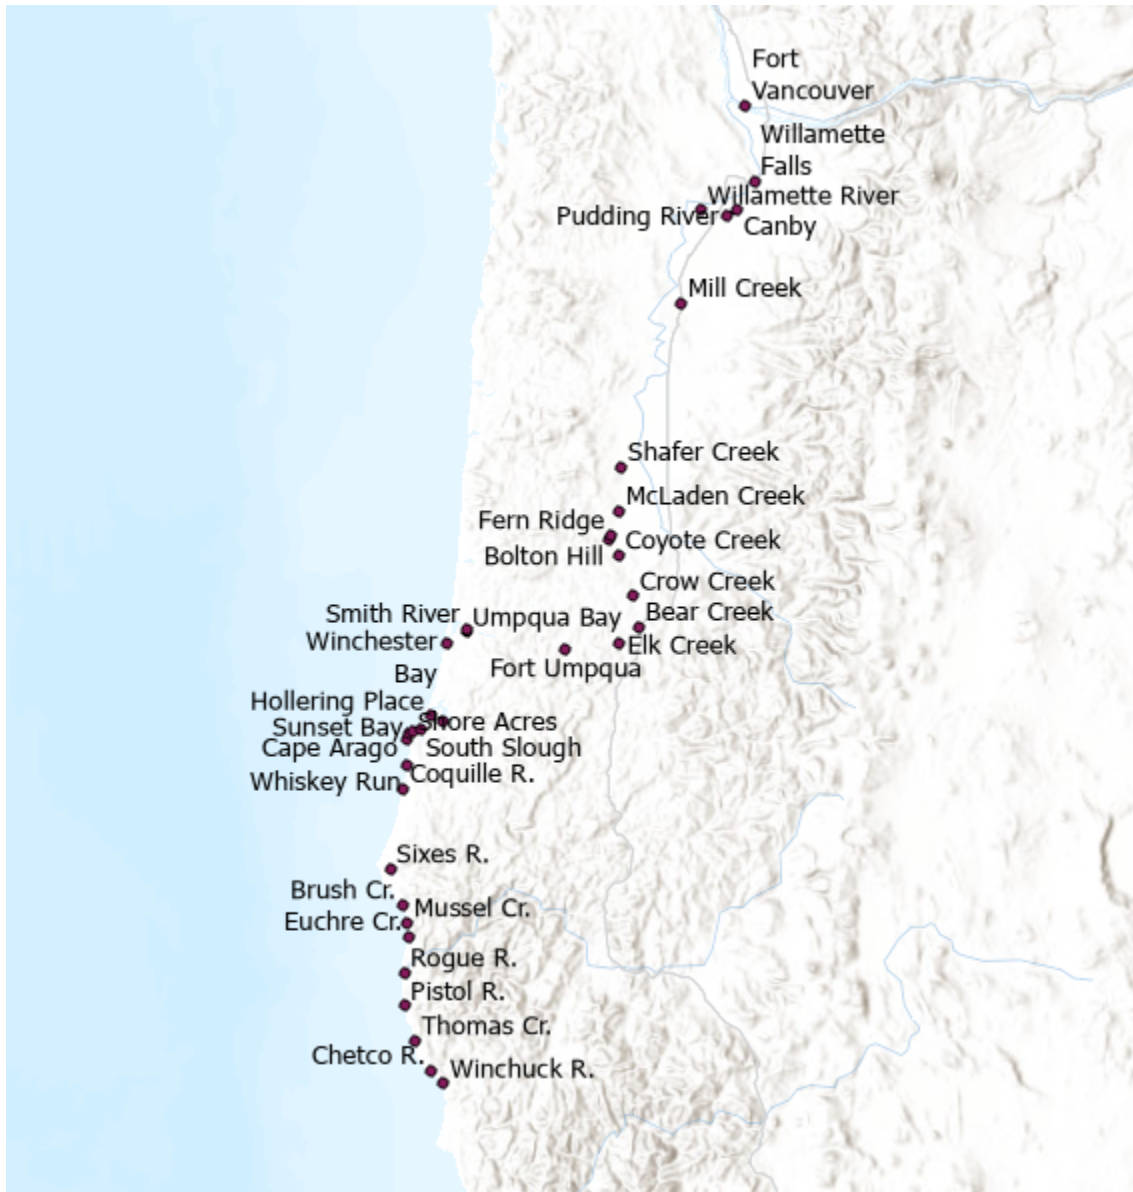 Fort
Vancouver
Willamette
Falls
Willamette River
Pudding River
Canby
Mill Creek
Shafer Creek
McLaden Creek
Fern Ridge
Coyote Creek
Bolton Hill
Crow Creek
Bear Creek
Smith River
Umpqua Bay
Winchester
Bay
Elk Creek
Fort Umpqua
Hollering Place
Shore Acres
Sunset Bay
Cape Arago
South Slough
Coquille R.
Whiskey Run
Sixes R.
Brush Cr.
Mussel Cr.
Euchre Cr.
Rogue R.
Pistol R.
Thomas Cr.
Chetco R.
Winchuck R.